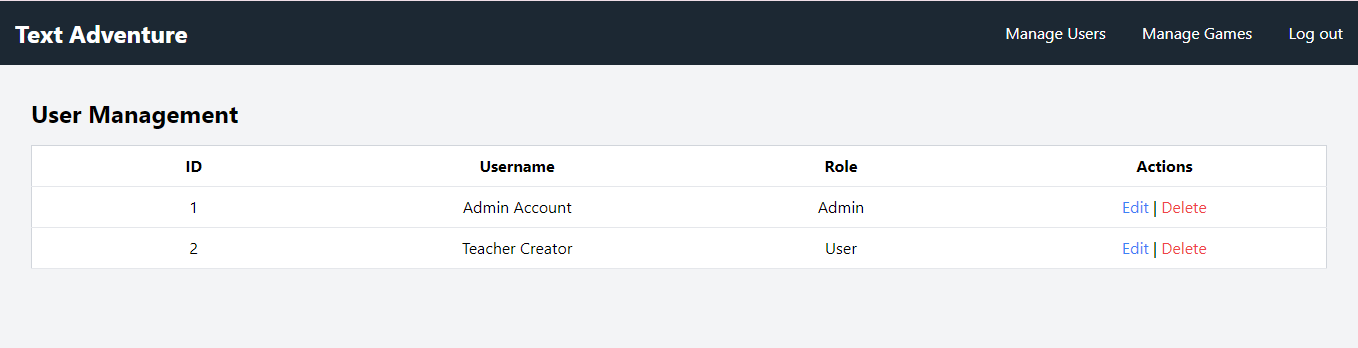 Text Adventure Manage Users Manage Games Log out
User Management
ID Username Role Actions
1 Admin Account Admin Edit | Delete
2 Teacher Creator User Edit | Delete